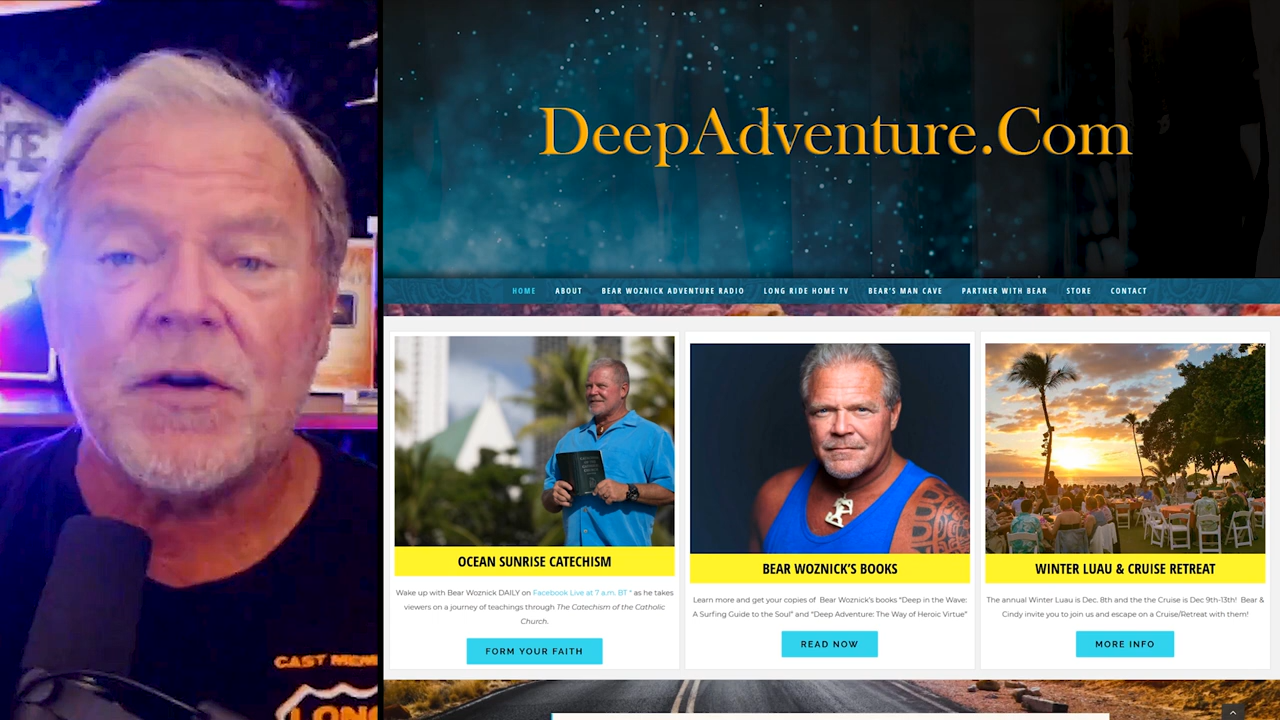 DeepAdventure.Com
HOME ABOUT BEAR WOZNICK ADVENTURE RADIO LONG RIDE HOME TV BEAR'S MAN CAVE PARTNER WITH BEAR STORE CONTACT
OCEAN SUNRISE CATECHISM
Wake up with Bear Woznick DAILY on Facebook Live at 7 a.m. BT * as he takes
viewers on a journey of teachings through The Catechism of the Catholic
Church.
FORM YOUR FAITH
BEAR WOZNICK'S BOOKS
Learn more and get your copies of Bear Woznick's books "Deep in the Wave:
A Surfing Guide to the Soul" and "Deep Adventure: The Way of Heroic Virtue"
READ NOW
WINTER LUAU & CRUISE RETREAT
The annual Winter Luau is Dec. 8th and the the Cruise is Dec 9th-13th! Bear &
Cindy invite you to join us and escape on a Cruise/Retreat with them!
MORE INFO
CAST MEM
LONG